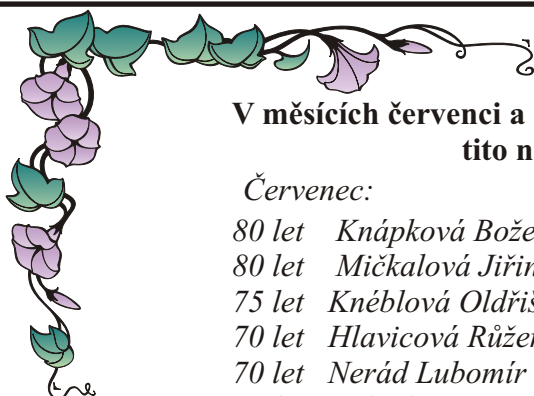 V měsících červenci a
tito n
Červenec:
80 let Knápková Bože
80 let Mičkalová Jiřin
75 let Knéblová Oldřiš
70 let Hlavicová Růžen
70 let Nerád Lubomír